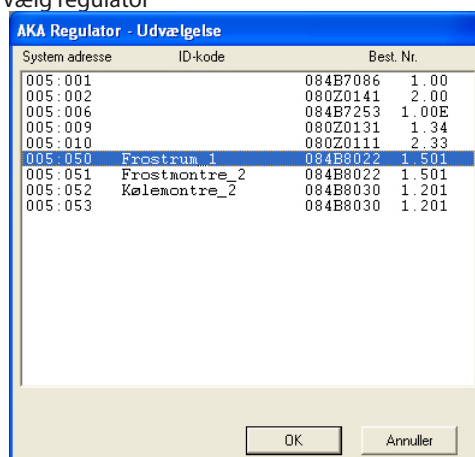 Vælg regulator
AKA Regulator - Udvælgelse
System adresse ID-kode Best. Nr.
005:001 084B7086 1.00
005:002 080Z0141 2.00
005:006 084B7253 1.00E
005:009 080Z0131 1.34
005:010 080Z0111 2.33
005:050 Frostrum_1 084B8022 1.501
005:051 Frostmontre_2 084B8022 1.501
005:052 Kølemontre_2 084B8030 1.201
005:053 084B8030 1.201
OK Annuller